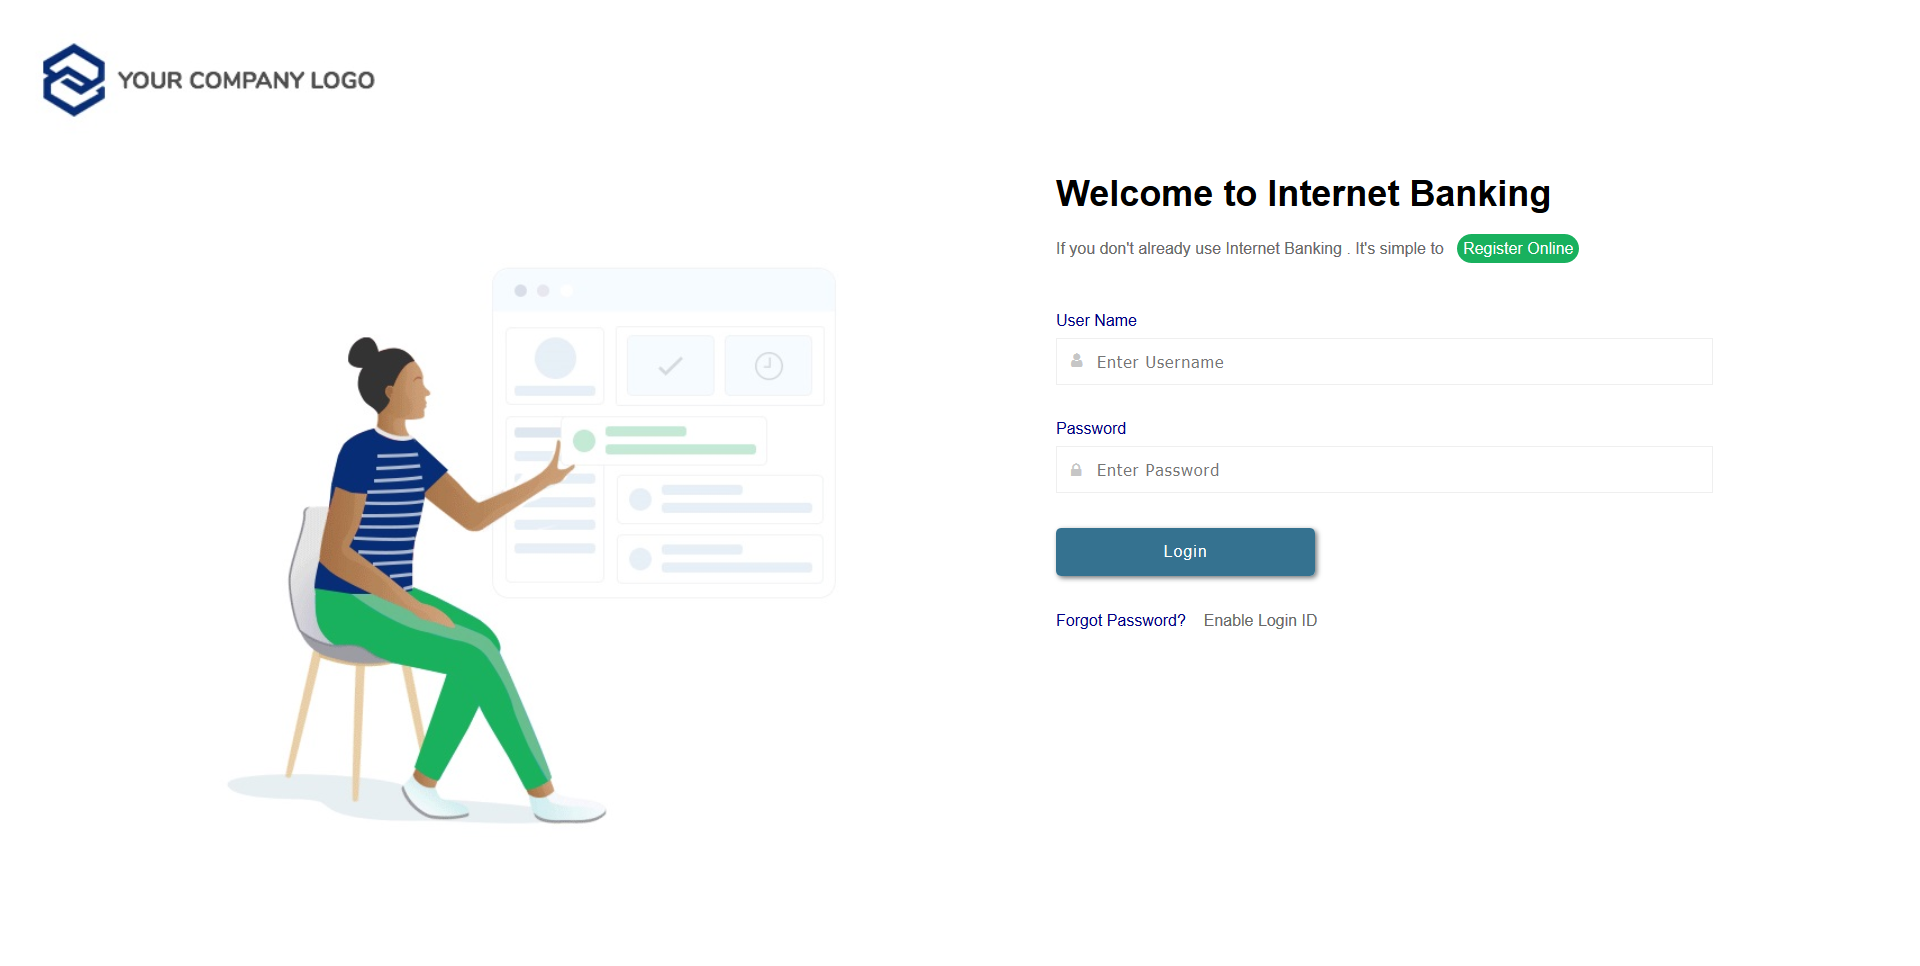 YOUR COMPANY LOGO
Welcome to Internet Banking
If you don't already use Internet Banking . It's simple to Register Online
User Name
Enter Username
Password
Enter Password
Login
Forgot Password? Enable Login ID